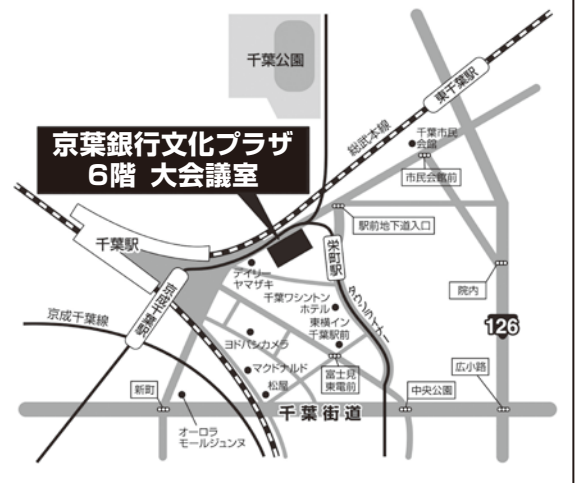 千葉公園
東千葉駅
総武本線
千葉市民
会館
市民会館前
京葉銀行文化プラザ
6階 大会議室
駅前地下道入口
千葉駅
栄町駅
デイリー
ヤマザキ
院内
京成千葉駅
千葉ワシントン
ホテル
タウンライナー
京成千葉線
東横イン
千葉駅前
126
ヨドバシカメラ
マクドナルド
富士見
東電前
広小路
新町
松屋
中央公園
千葉街道
オーロラ
モールジュンヌ